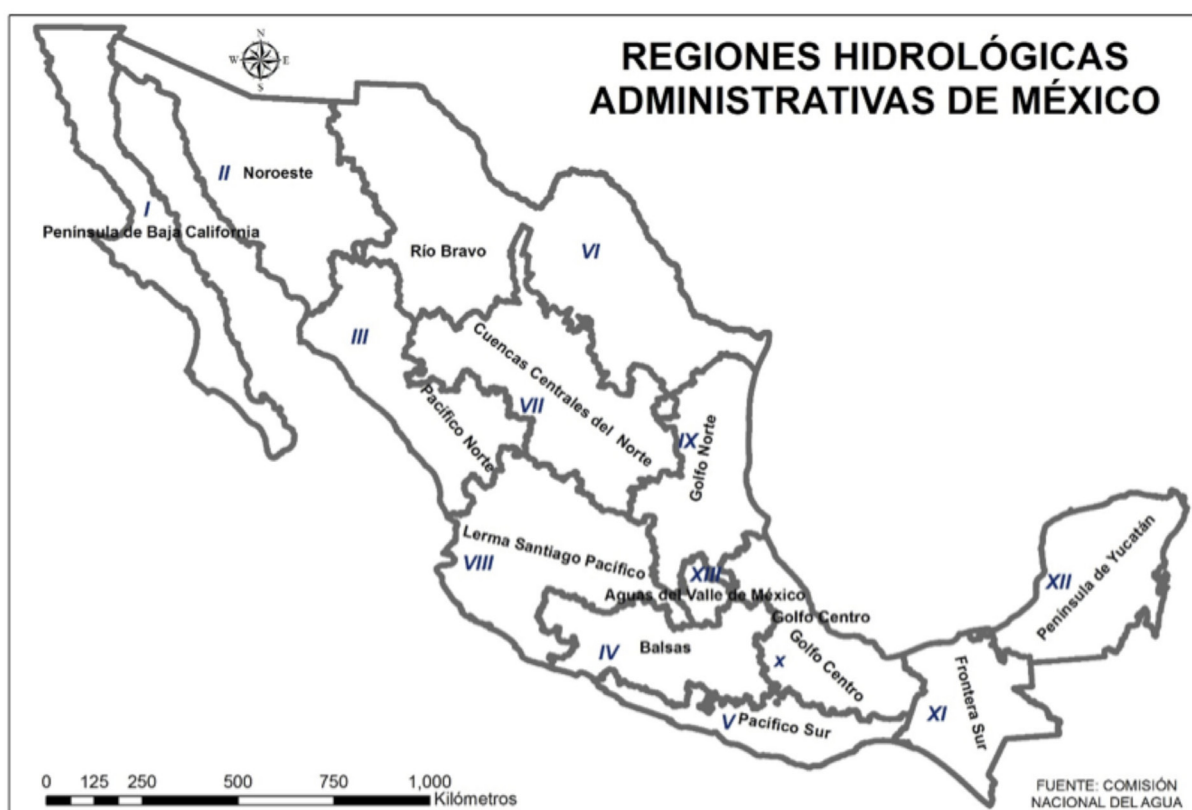 REGIONES HIDROLÓGICAS
ADMINISTRATIVAS DE MÉXICO
N
W E
S
II Noroeste
I
Península de Baja California
Río Bravo
VI
III
Cuencas Centrales del Norte
VII
Pacífico Norte
IX
Golfo Norte
Lerma Santiago Pacífico
VIII
XIII
Aguas del Valle de México
XII
Península de Yucatán
Golfo Centro
Balsas
IV
x
Golfo Centro
Frontera Sur
XI
V Pacífico Sur
0 125 250 500 750 1,000
Kilómetros
FUENTE: COMISIÓN
NACIONAL DEL AGUA